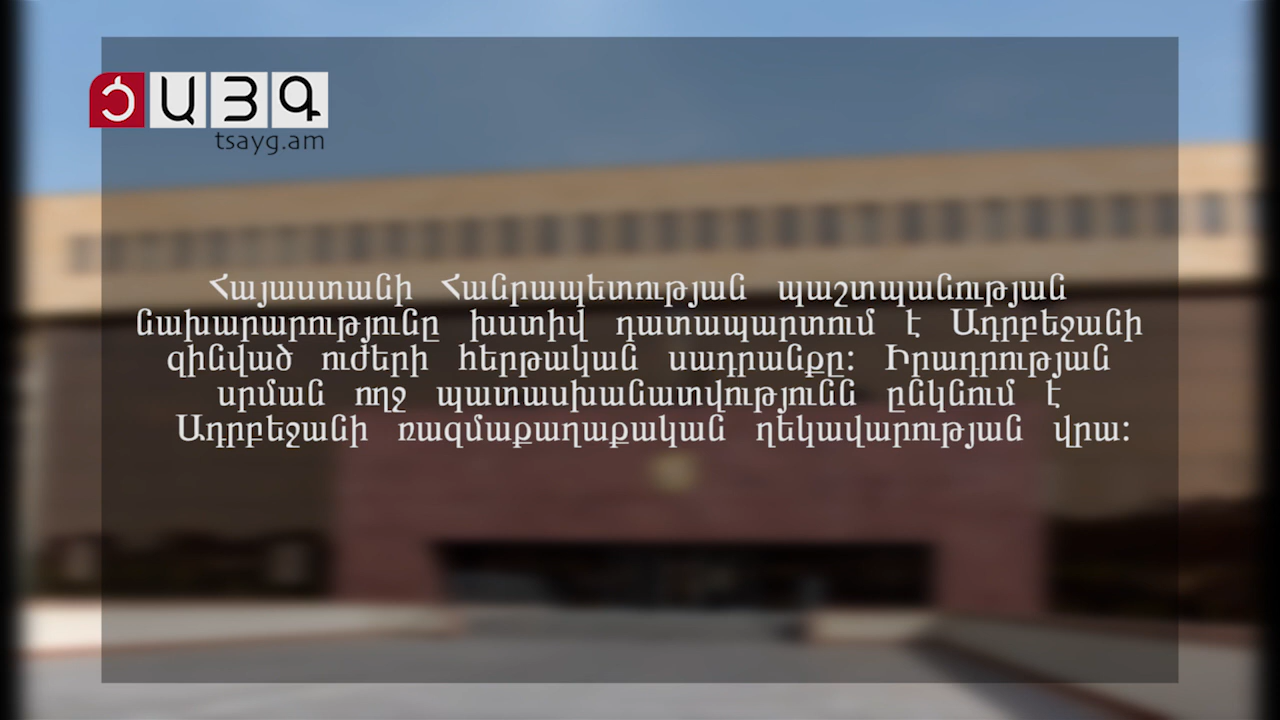 ԾԱՅԳ
tsayg.am
Հայաստանի Հանրապետության պաշտպանության
նախարարությունը խստիվ դատապարտում է Ադրբեջանի
զինված ուժերի հերթական սադրանքը: Իրադրության
սրման ողջ պատասխանատվությունն ընկնում է
Ադրբեջանի ռազմաքաղաքական ղեկավարության վրա: